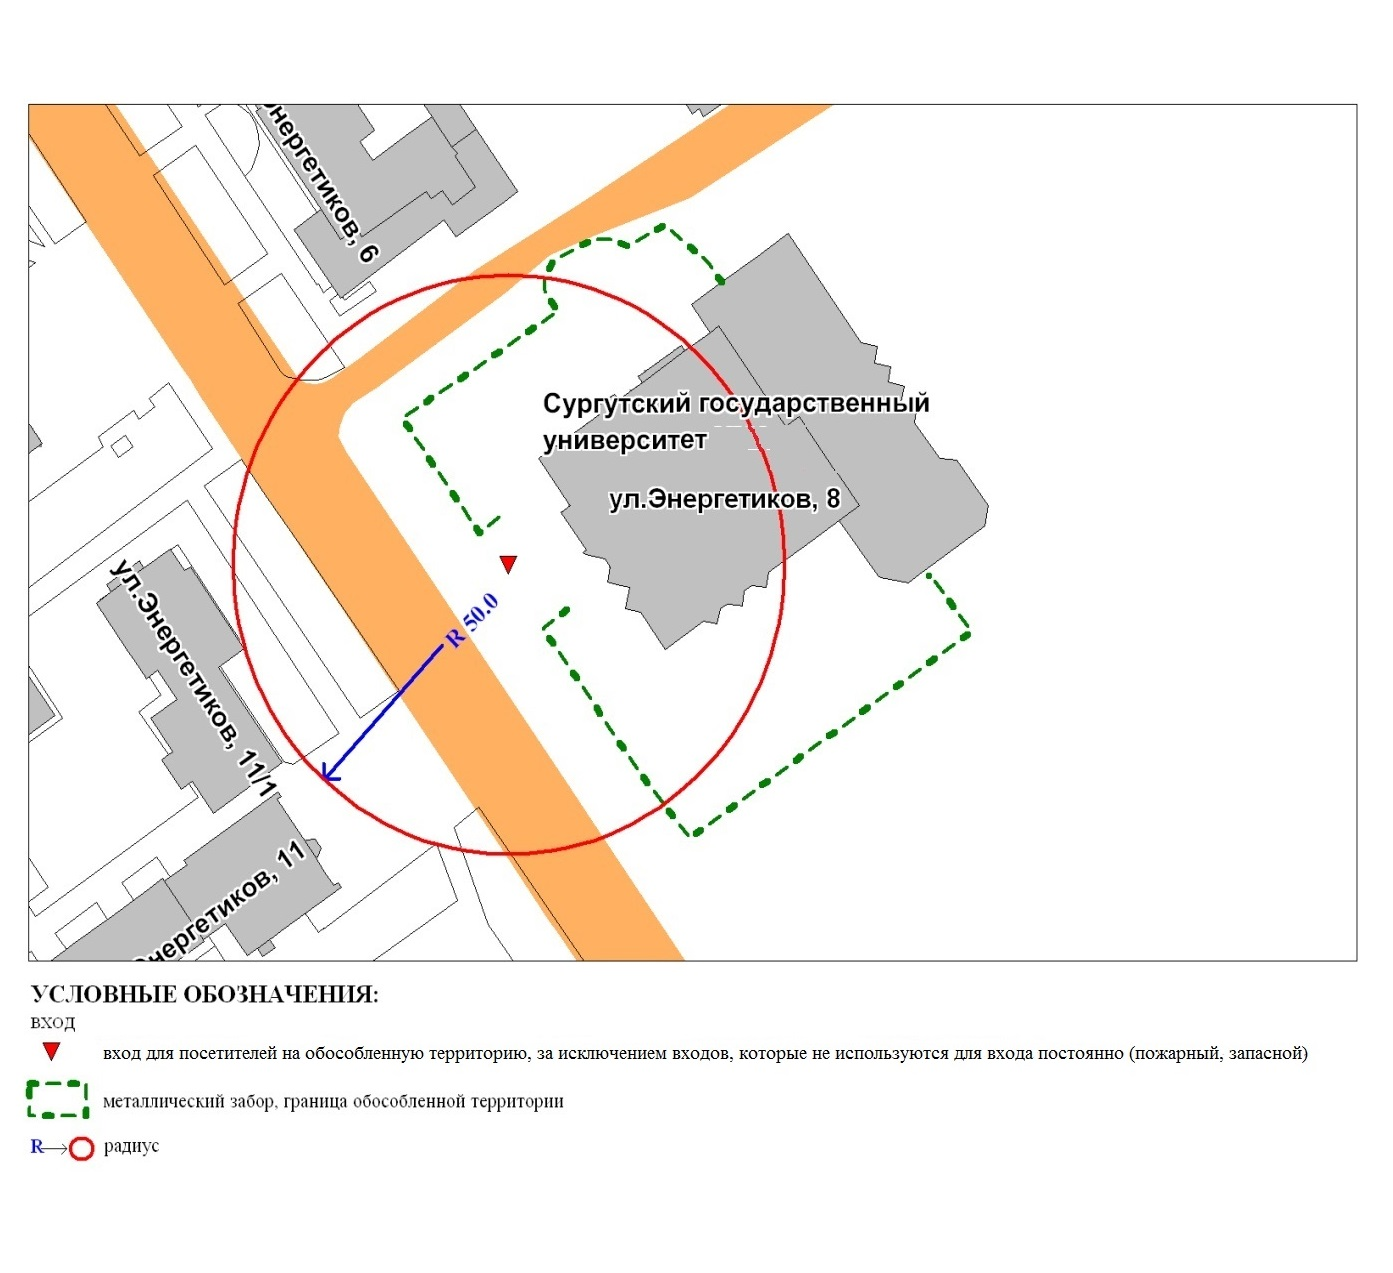 Энергетиков, 6
Сургутский государственный
университет
ул.Энергетиков, 8
R 50.0
ул.Энергетиков, 11/1
Энергетиков, 11
УСЛОВНЫЕ ОБОЗНАЧЕНИЯ:
ВХОД
вход для посетителей на обособленную территорию, за исключением входов, которые не используются для входа постоянно (пожарный, запасной)
металлический забор, граница обособленной территории
R радиус